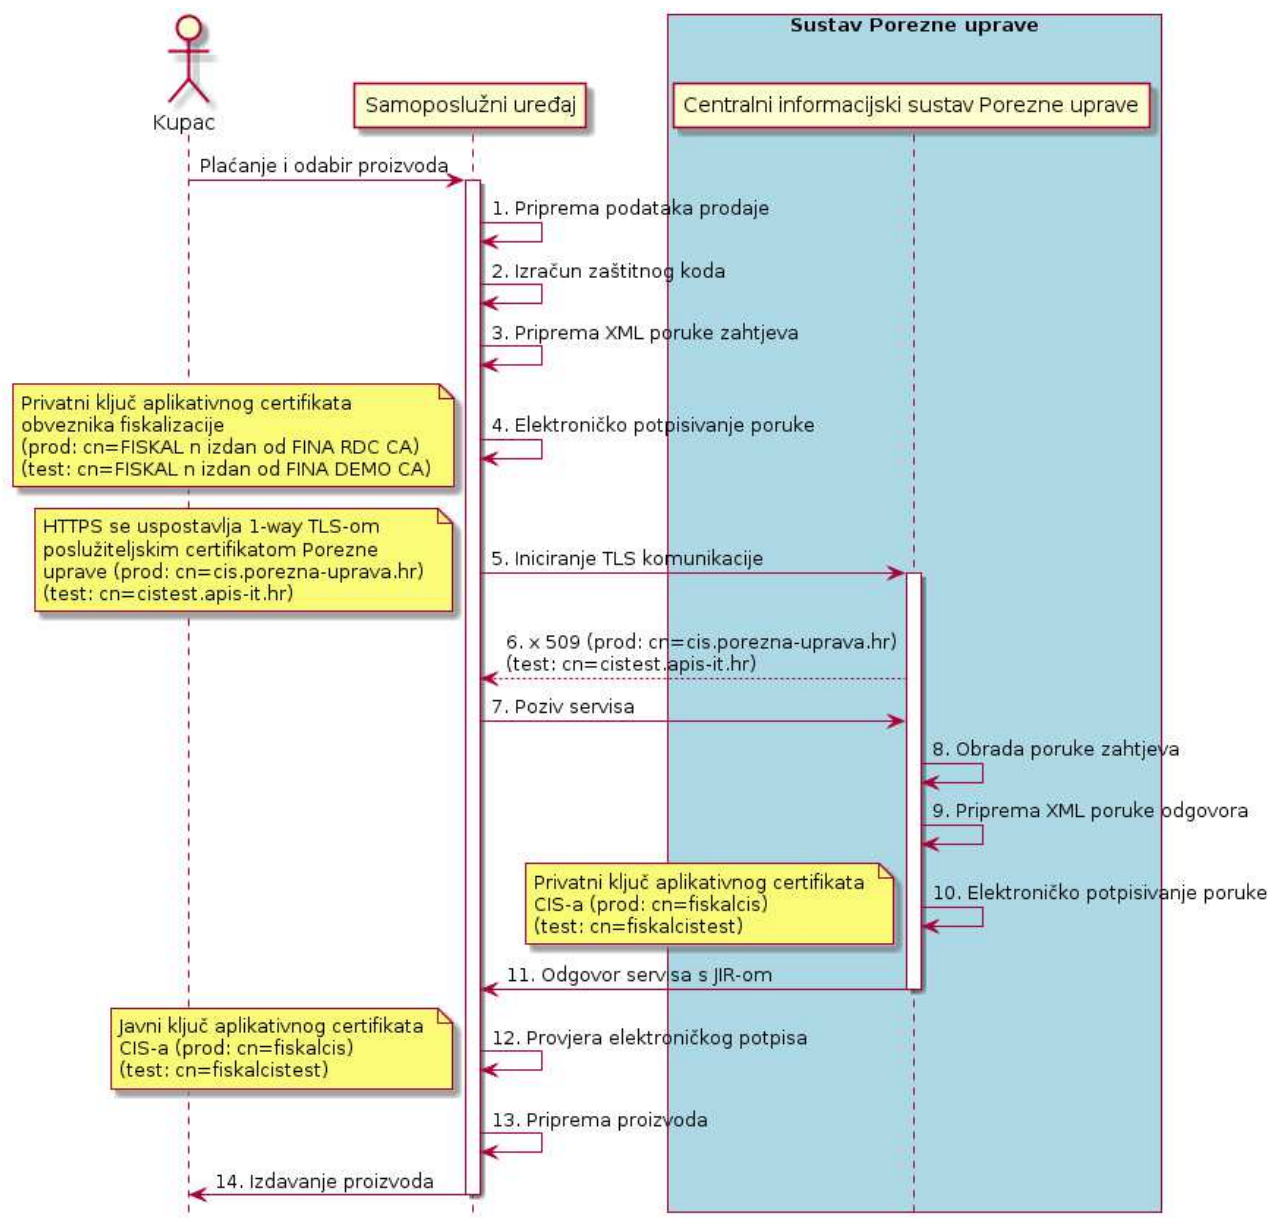 Sustav Porezne uprave
Kupac
Samoposlužni uređaj
Centralni informacijski sustav Porezne uprave
Plaćanje i odabir proizvoda
1. Priprema podataka prodaje
2. Izračun zaštitnog koda
3. Priprema XML poruke zahtjeva
Privatni ključ aplikativnog certifikata
obveznika fiskalizacije
(prod: cn=FISKAL n izdan od FINA RDC CA)
(test: cn=FISKAL n izdan od FINA DEMO CA)
4. Elektroničko potpisivanje poruke
HTTPS se uspostavlja 1-way TLS-om
poslužiteljskim certifikatom Porezne
uprave (prod: cn=cis.porezna-uprava.hr)
(test: cn=cistest.apis-it.hr)
5. Iniciranje TLS komunikacije
6. x 509 (prod: cn=cis.porezna-uprava.hr)
(test: cn=cistest.apis-it.hr)
7. Poziv servisa
8. Obrada poruke zahtjeva
9. Priprema XML poruke odgovora
Privatni ključ aplikativnog certifikata
CIS-a (prod: cn=fiskalcis)
(test: cn=fiskalcistest)
10. Elektroničko potpisivanje poruke
11. Odgovor servisa s JIR-om
Javni ključ aplikativnog certifikata
CIS-a (prod: cn=fiskalcis)
(test: cn=fiskalcistest)
12. Provjera elektroničkog potpisa
13. Priprema proizvoda
14. Izdavanje proizvoda